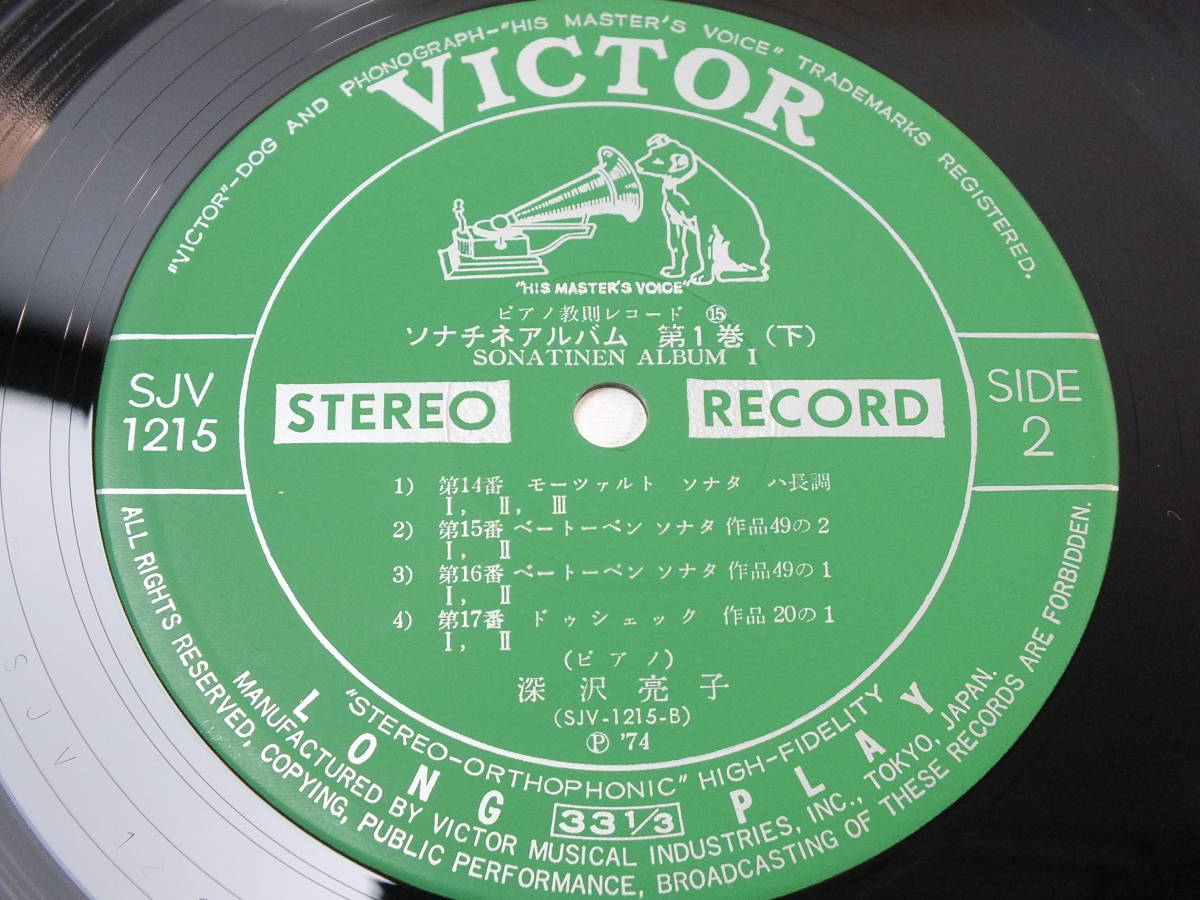 "VICTOR"–DOG AND PHONOGRAPH–"HIS MASTER'S VOICE" TRADEMARKS REGISTERED.
VICTOR
"HIS MASTER'S VOICE"
ピアノ教則レコード ⑮
ソナチネアルバム 第1巻（下）
SONATINEN ALBUM I
SJV
1215
STEREO RECORD
SIDE
2
1) 第14番 モーツァルト ソナタ ハ長調
I, II, III
2) 第15番 ベートーベン ソナタ 作品49の2
I, II
3) 第16番 ベートーベン ソナタ 作品49の1
I, II
4) 第17番 ドゥシェック 作品20の1
I, II
(ピアノ)
深沢亮子
(SJV-1215-B)
Ⓟ '74
"STEREO-ORTHOPHONIC" HIGH-FIDELITY
LONG 33 1/3 PLAY
MANUFACTURED BY VICTOR MUSICAL INDUSTRIES, INC., TOKYO, JAPAN.
ALL RIGHTS RESERVED, COPYING, PUBLIC PERFORMANCE, BROADCASTING OF THESE RECORDS ARE FORBIDDEN.
SJV 12